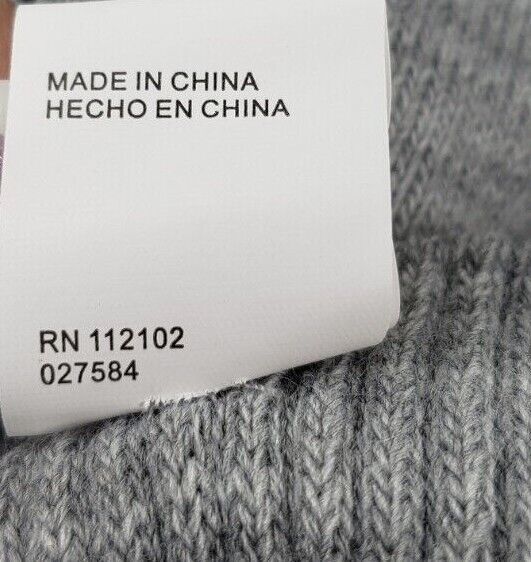 MADE IN CHINA
HECHO EN CHINA
RN 112102
027584